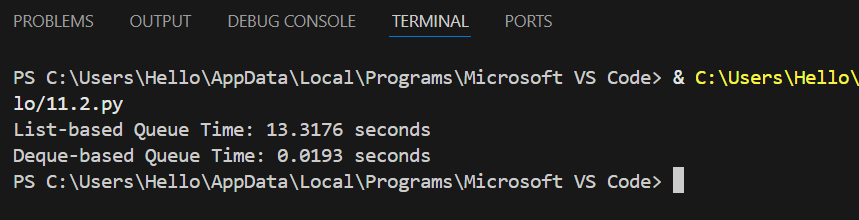 PROBLEMS OUTPUT DEBUG CONSOLE TERMINAL PORTS
PS C:\Users\Hello\AppData\Local\Programs\Microsoft VS Code> & C:\Users\Hello\
lo/11.2.py
List-based Queue Time: 13.3176 seconds
Deque-based Queue Time: 0.0193 seconds
PS C:\Users\Hello\AppData\Local\Programs\Microsoft VS Code>